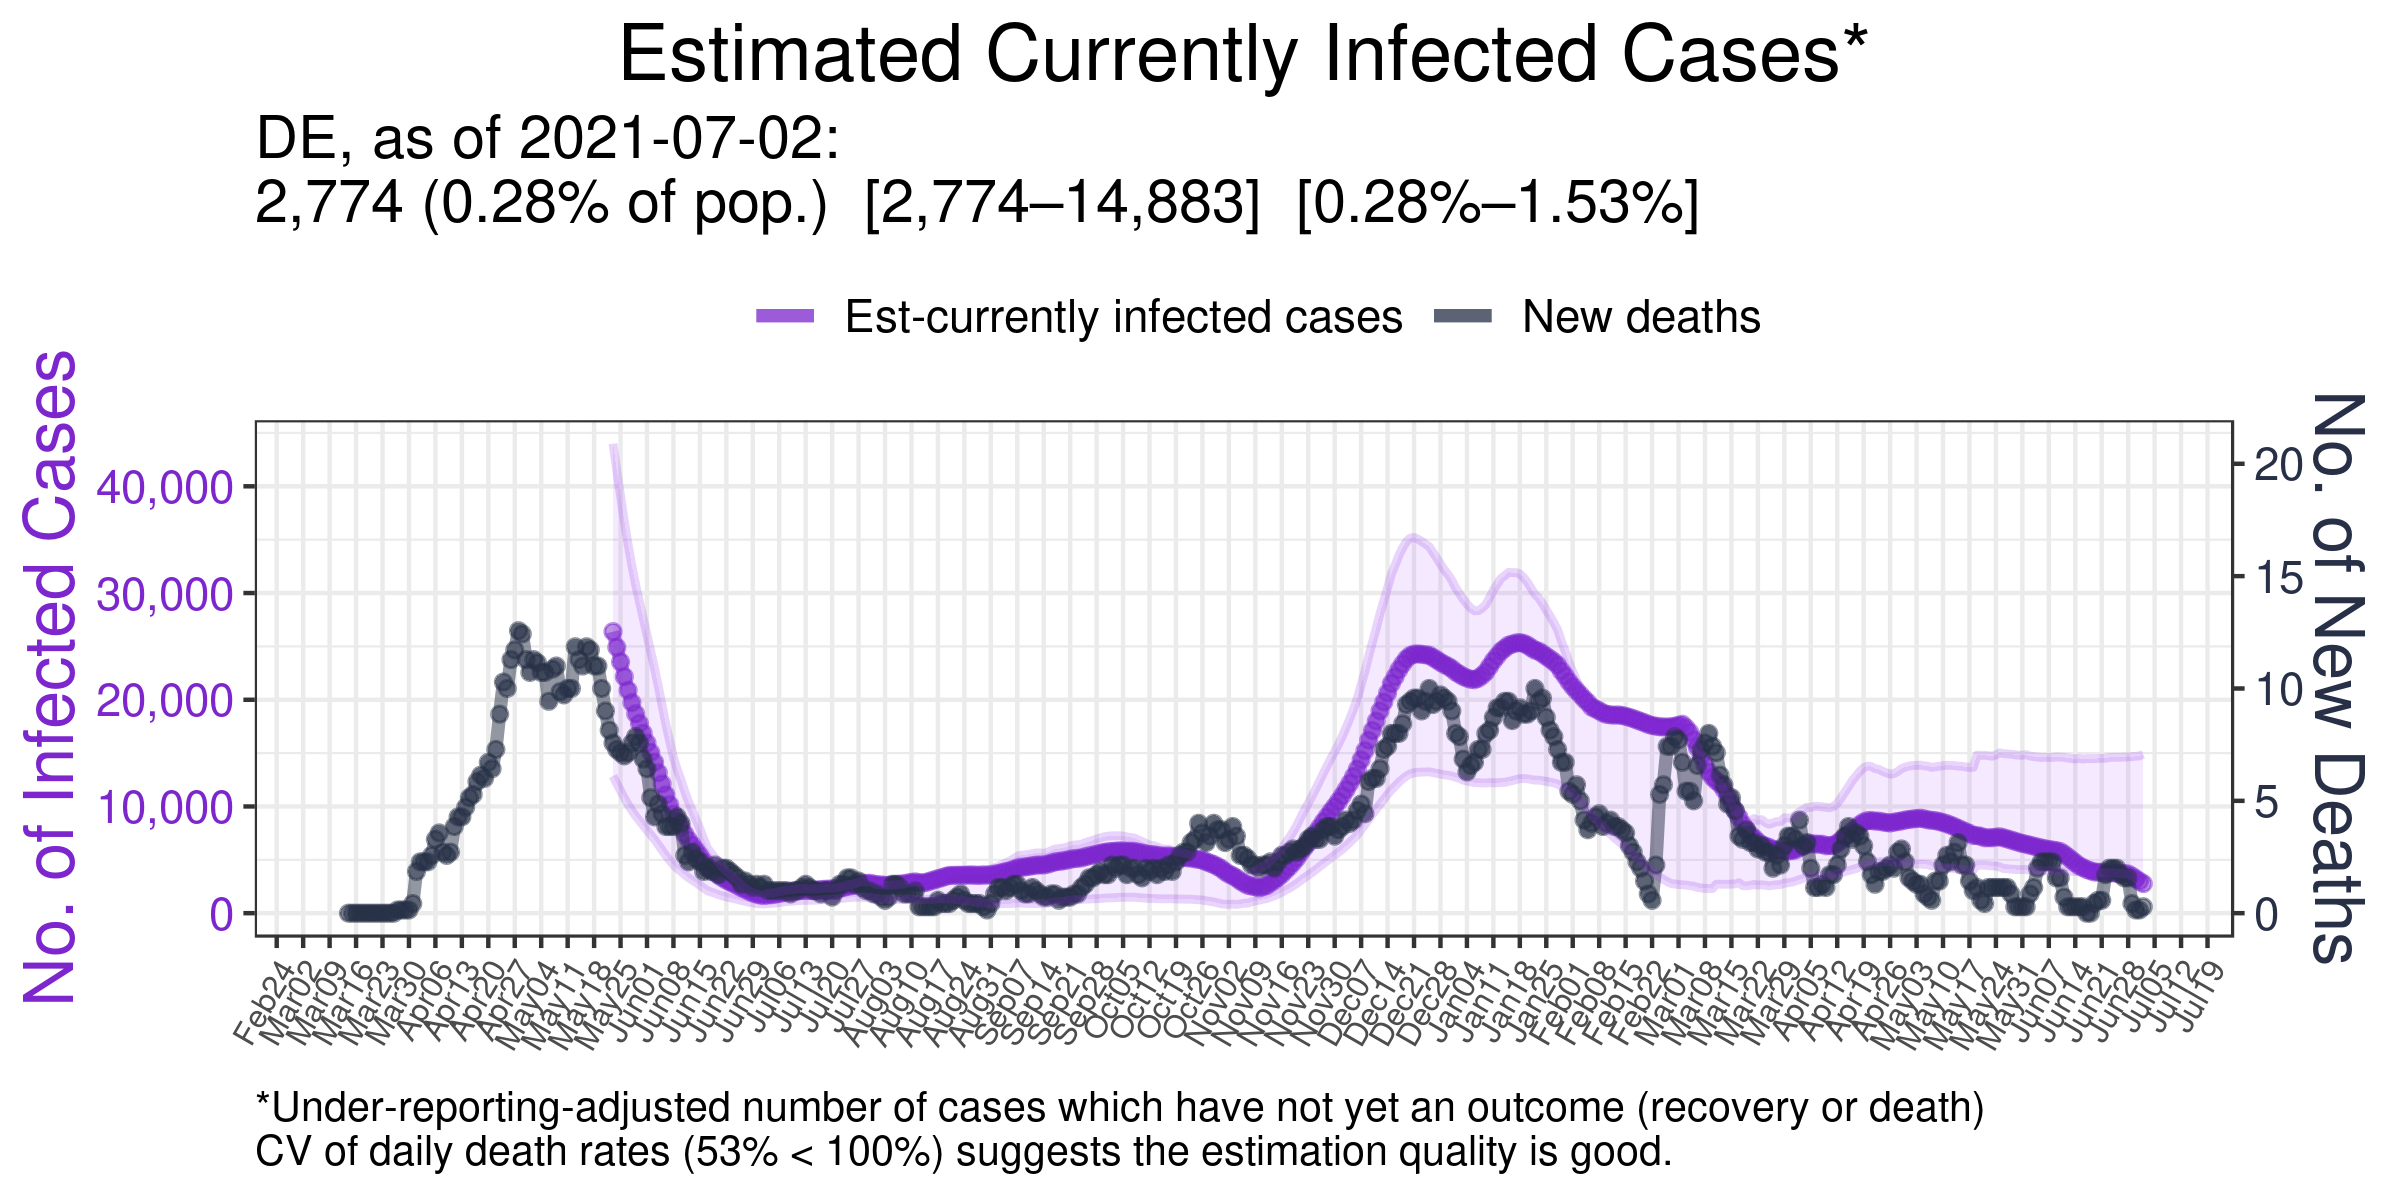 Estimated Currently Infected Cases*
DE, as of 2021-07-02:
2,774 (0.28% of pop.)  [2,774–14,883]  [0.28%–1.53%]
Est-currently infected cases
New deaths
No. of Infected Cases
40,000
30,000
20,000
10,000
0
20
15
10
5
0
No. of New Deaths
Feb24
Mar02
Mar09
Mar16
Mar23
Mar30
Apr06
Apr13
Apr20
Apr27
May04
May11
May18
May25
Jun01
Jun08
Jun15
Jun22
Jun29
Jul06
Jul13
Jul20
Jul27
Aug03
Aug10
Aug17
Aug24
Aug31
Sep07
Sep14
Sep21
Sep28
Oct05
Oct12
Oct19
Oct26
Nov02
Nov09
Nov16
Nov23
Nov30
Dec07
Dec14
Dec21
Dec28
Jan04
Jan11
Jan18
Jan25
Feb01
Feb08
Feb15
Feb22
Mar01
Mar08
Mar15
Mar22
Mar29
Apr05
Apr12
Apr19
Apr26
May03
May10
May17
May24
May31
Jun07
Jun14
Jun21
Jun28
Jul05
Jul12
Jul19
*Under-reporting-adjusted number of cases which have not yet an outcome (recovery or death)
CV of daily death rates (53% < 100%) suggests the estimation quality is good.